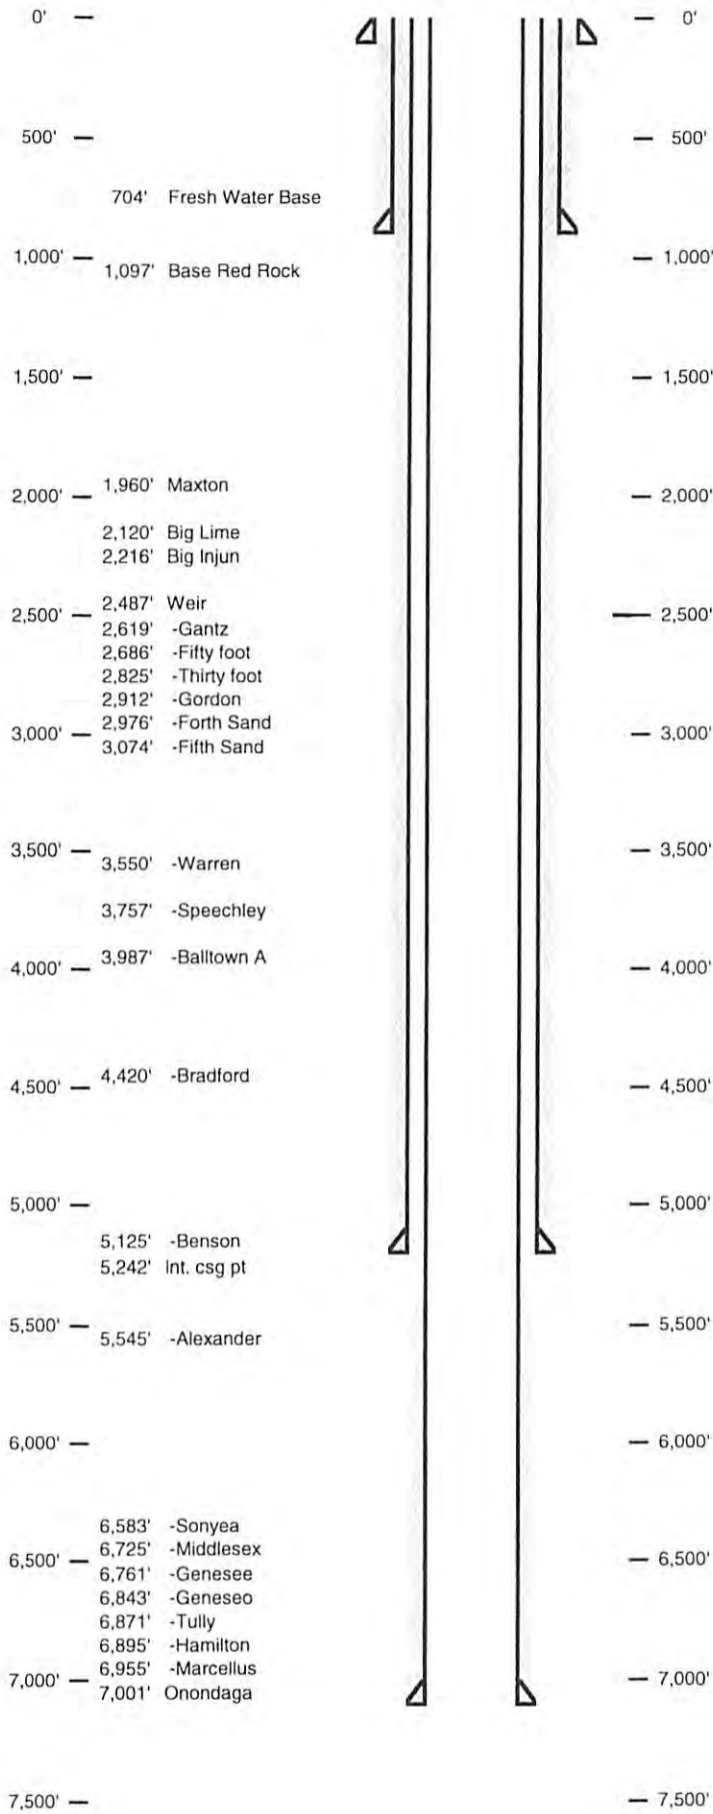 0' 0'
500' 500'
704' Fresh Water Base
1,000' 1,000'
1,097' Base Red Rock
1,500' 1,500'
1,960' Maxton
2,000' 2,000'
2,120' Big Lime
2,216' Big Injun
2,487' Weir
2,500' 2,500'
2,619' -Gantz
2,686' -Fifty foot
2,825' -Thirty foot
2,912' -Gordon
2,976' -Forth Sand
3,000' 3,000'
3,074' -Fifth Sand
3,500' 3,500'
3,550' -Warren
3,757' -Speechley
3,987' -Balltown A
4,000' 4,000'
4,420' -Bradford
4,500' 4,500'
5,000' 5,000'
5,125' -Benson
5,242' Int. csg pt
5,500' 5,500'
5,545' -Alexander
6,000' 6,000'
6,583' -Sonyea
6,725' -Middlesex
6,500' 6,500'
6,761' -Genesee
6,843' -Geneseo
6,871' -Tully
6,895' -Hamilton
6,955' -Marcellus
7,000' 7,000'
7,001' Onondaga
7,500' 7,500'